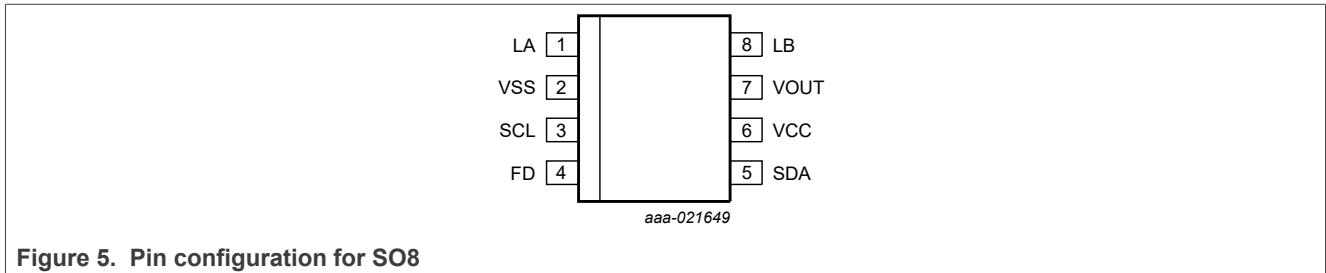 LA 1 8 LB
VSS 2 7 VOUT
SCL 3 6 VCC
FD 4 5 SDA
aaa-021649
Figure 5. Pin configuration for SO8